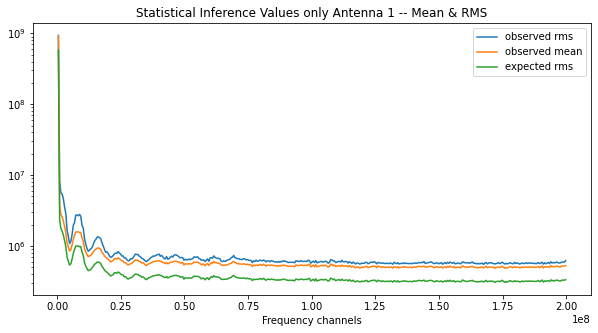 Statistical Inference Values only Antenna 1 -- Mean & RMS
observed rms
observed mean
expected rms
10⁹
10⁸
10⁷
10⁶
0.00 0.25 0.50 0.75 1.00 1.25 1.50 1.75 2.00
1e8
Frequency channels